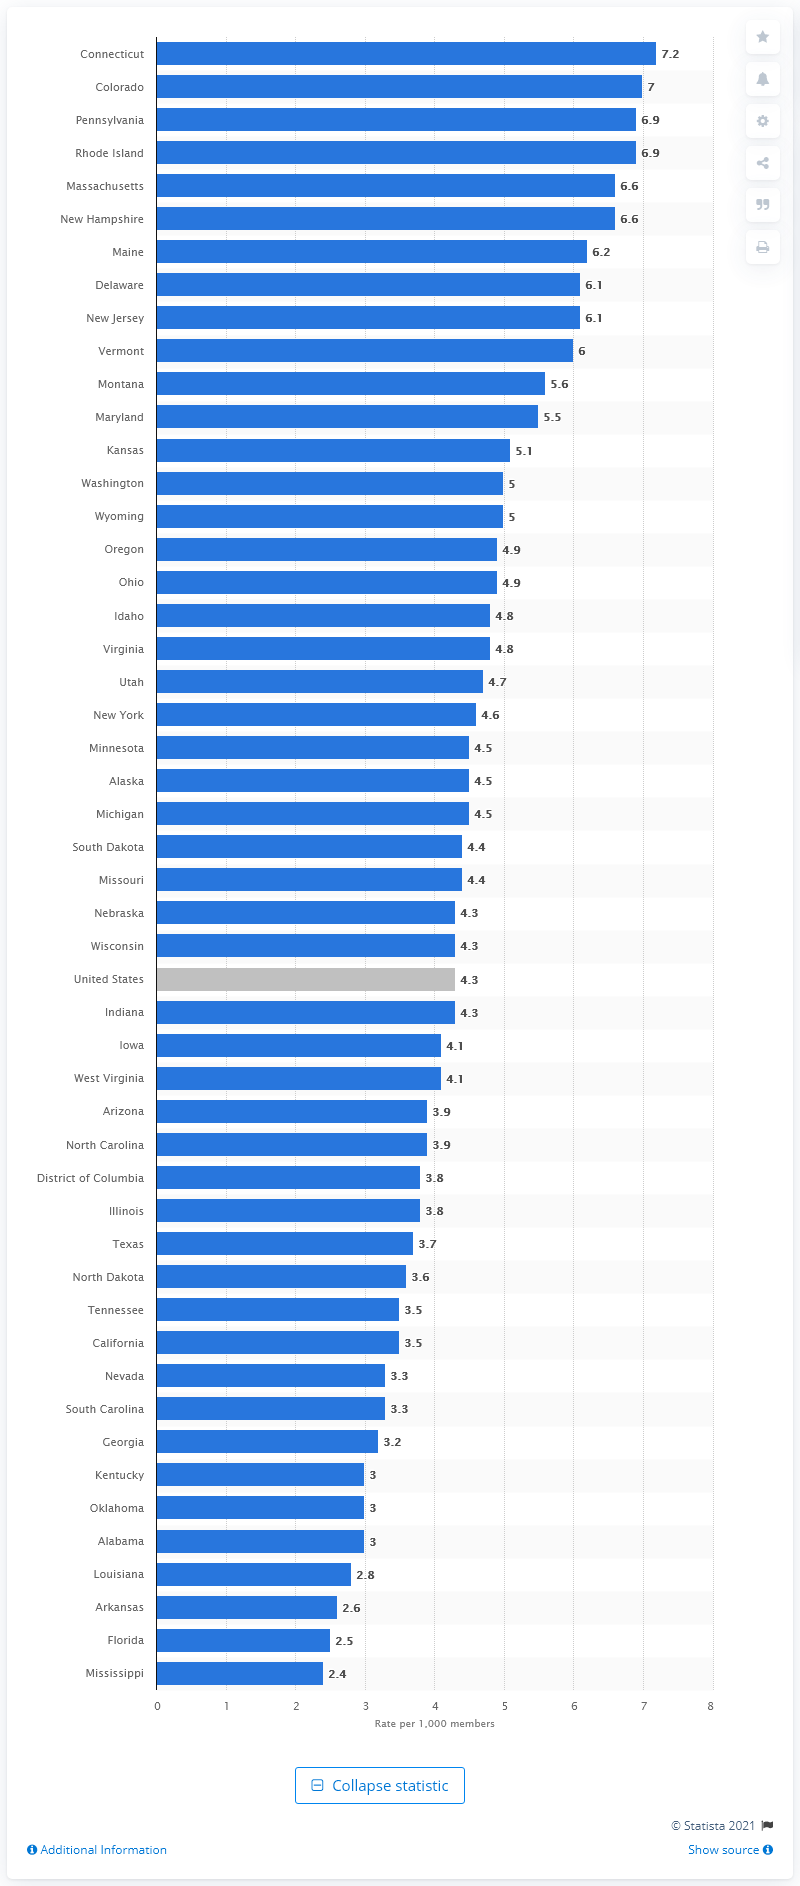 Connecticut 7.2
Colorado 7
Pennsylvania 6.9
Rhode Island 6.9
Massachusetts 6.6
New Hampshire 6.6
Maine 6.2
Delaware 6.1
New Jersey 6.1
Vermont 6
Montana 5.6
Maryland 5.5
Kansas 5.1
Washington 5
Wyoming 5
Oregon 4.9
Ohio 4.9
Idaho 4.8
Virginia 4.8
Utah 4.7
New York 4.6
Minnesota 4.5
Alaska 4.5
Michigan 4.5
South Dakota 4.4
Missouri 4.4
Nebraska 4.3
Wisconsin 4.3
United States 4.3
Indiana 4.3
Iowa 4.1
West Virginia 4.1
Arizona 3.9
North Carolina 3.9
District of Columbia 3.8
Illinois 3.8
Texas 3.7
North Dakota 3.6
Tennessee 3.5
California 3.5
Nevada 3.3
South Carolina 3.3
Georgia 3.2
Kentucky 3
Oklahoma 3
Alabama 3
Louisiana 2.8
Arkansas 2.6
Florida 2.5
Mississippi 2.4
0 1 2 3 4 5 6 7 8
Rate per 1,000 members
Collapse statistic
© Statista 2021
Additional Information Show source